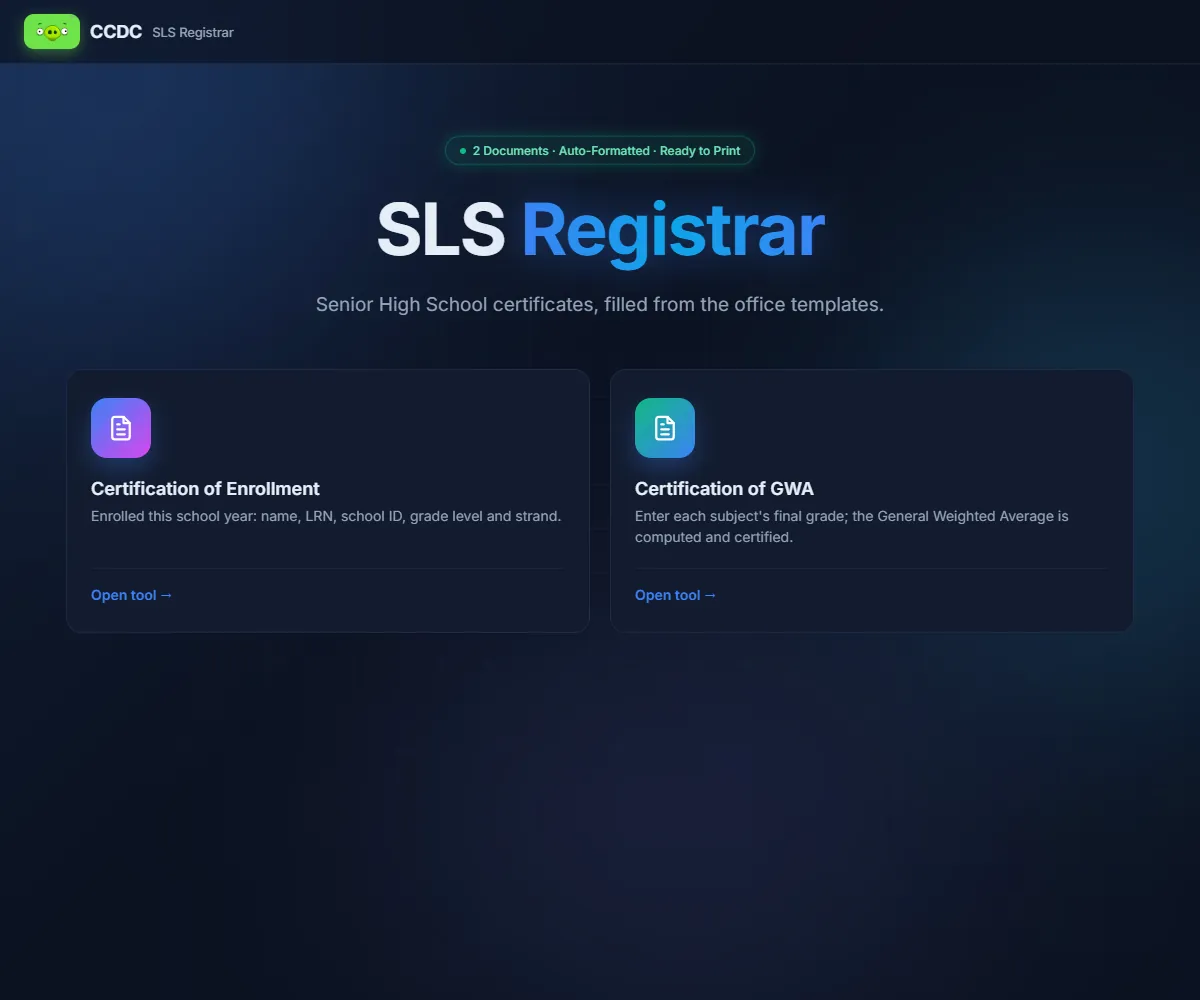 CCDC SLS Registrar
2 Documents · Auto-Formatted · Ready to Print
SLS Registrar
Senior High School certificates, filled from the office templates.
Certification of Enrollment
Enrolled this school year: name, LRN, school ID, grade level and strand.
Open tool →
Certification of GWA
Enter each subject's final grade; the General Weighted Average is
computed and certified.
Open tool →